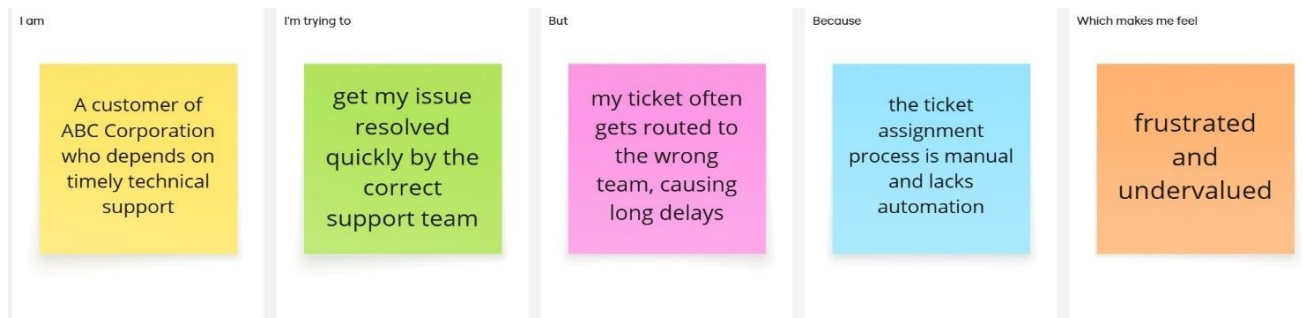 I am
A customer of
ABC Corporation
who depends on
timely technical
support
I'm trying to
get my issue
resolved
quickly by the
correct
support team
But
my ticket often
gets routed to
the wrong
team, causing
long delays
Because
the ticket
assignment
process is manual
and lacks
automation
Which makes me feel
frustrated
and
undervalued